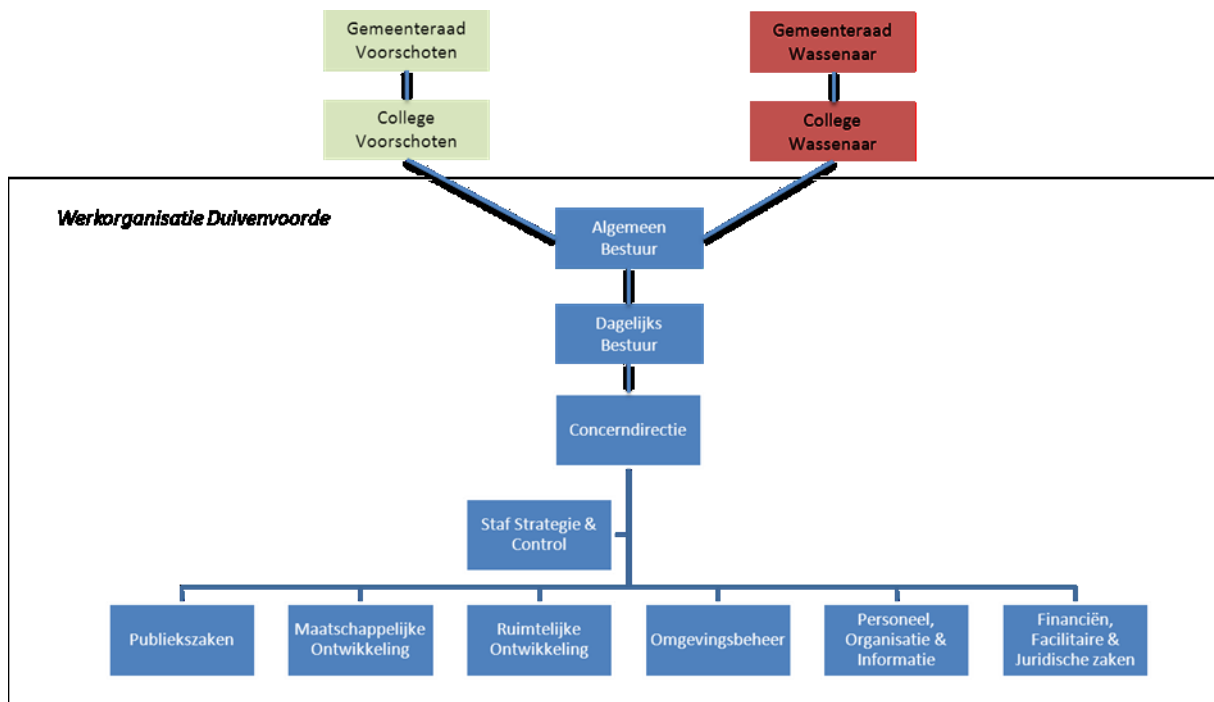 Gemeenteraad
Voorschoten
Gemeenteraad
Wassenaar
College
Voorschoten
College
Wassenaar
Werkorganisatie Duivenvoorde
Algemeen
Bestuur
Dagelijks
Bestuur
Concerndirectie
Staf Strategie &
Control
Publiekszaken
Maatschappelijke
Ontwikkeling
Ruimtelijke
Ontwikkeling
Omgevingsbeheer
Personeel,
Organisatie &
Informatie
Financiën,
Facilitaire &
Juridische zaken